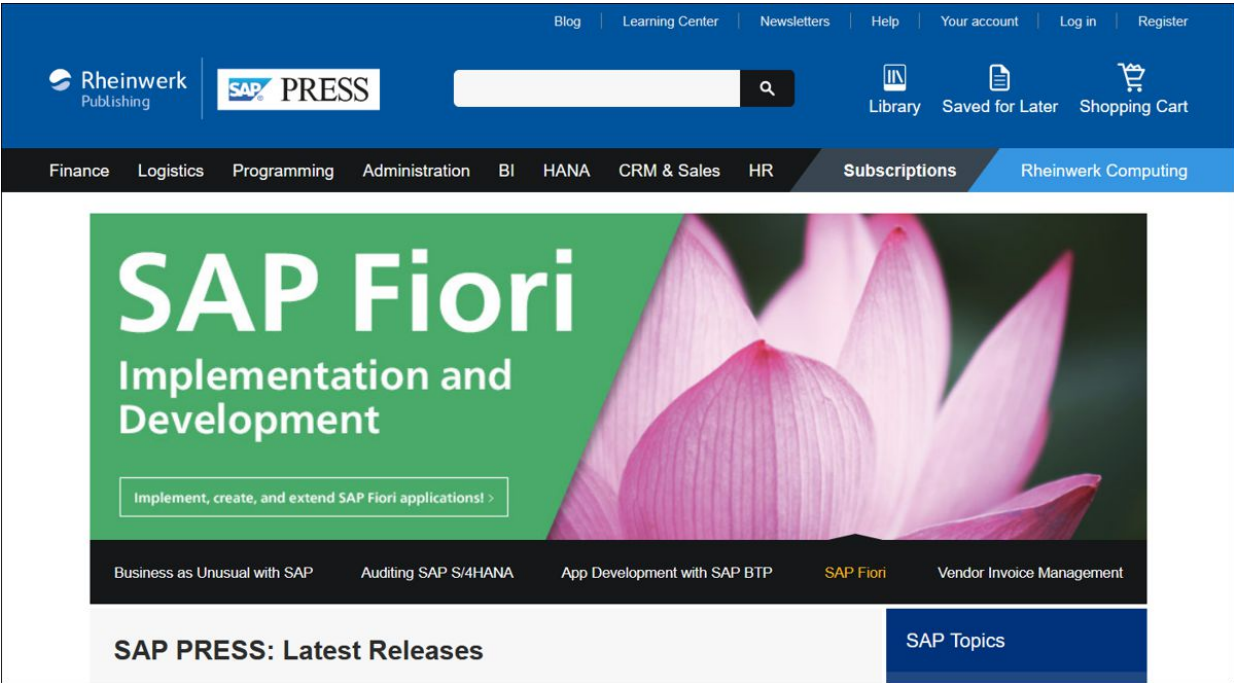 Blog Learning Center Newsletters Help Your account Log in Register
Rheinwerk
Publishing
SAP PRESS
Library Saved for Later Shopping Cart
Finance Logistics Programming Administration BI HANA CRM & Sales HR Subscriptions Rheinwerk Computing
SAP Fiori
Implementation and
Development
Implement, create, and extend SAP Fiori applications! >
Business as Unusual with SAP Auditing SAP S/4HANA App Development with SAP BTP SAP Fiori Vendor Invoice Management
SAP PRESS: Latest Releases
SAP Topics